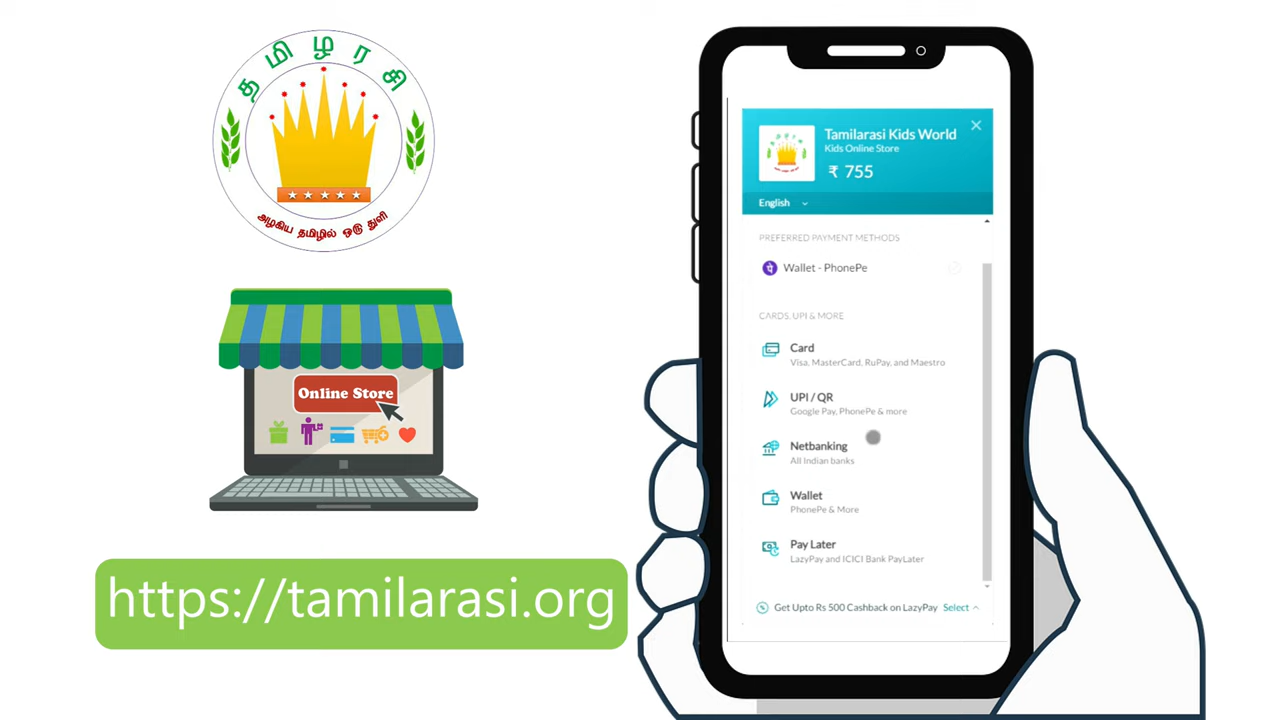 தமிழரசி
அழகிய தமிழில் ஒரு துளி
Online Store
https://tamilarasi.org
Tamilarasi Kids World
Kids Online Store
₹ 755
English
PREFERRED PAYMENT METHODS
Wallet - PhonePe
CARDS, UPI & MORE
Card
Visa, MasterCard, RuPay, and Maestro
UPI / QR
Google Pay, PhonePe & more
Netbanking
All Indian banks
Wallet
PhonePe & More
Pay Later
LazyPay and ICICI Bank PayLater
Get Upto Rs 500 Cashback on LazyPay Select